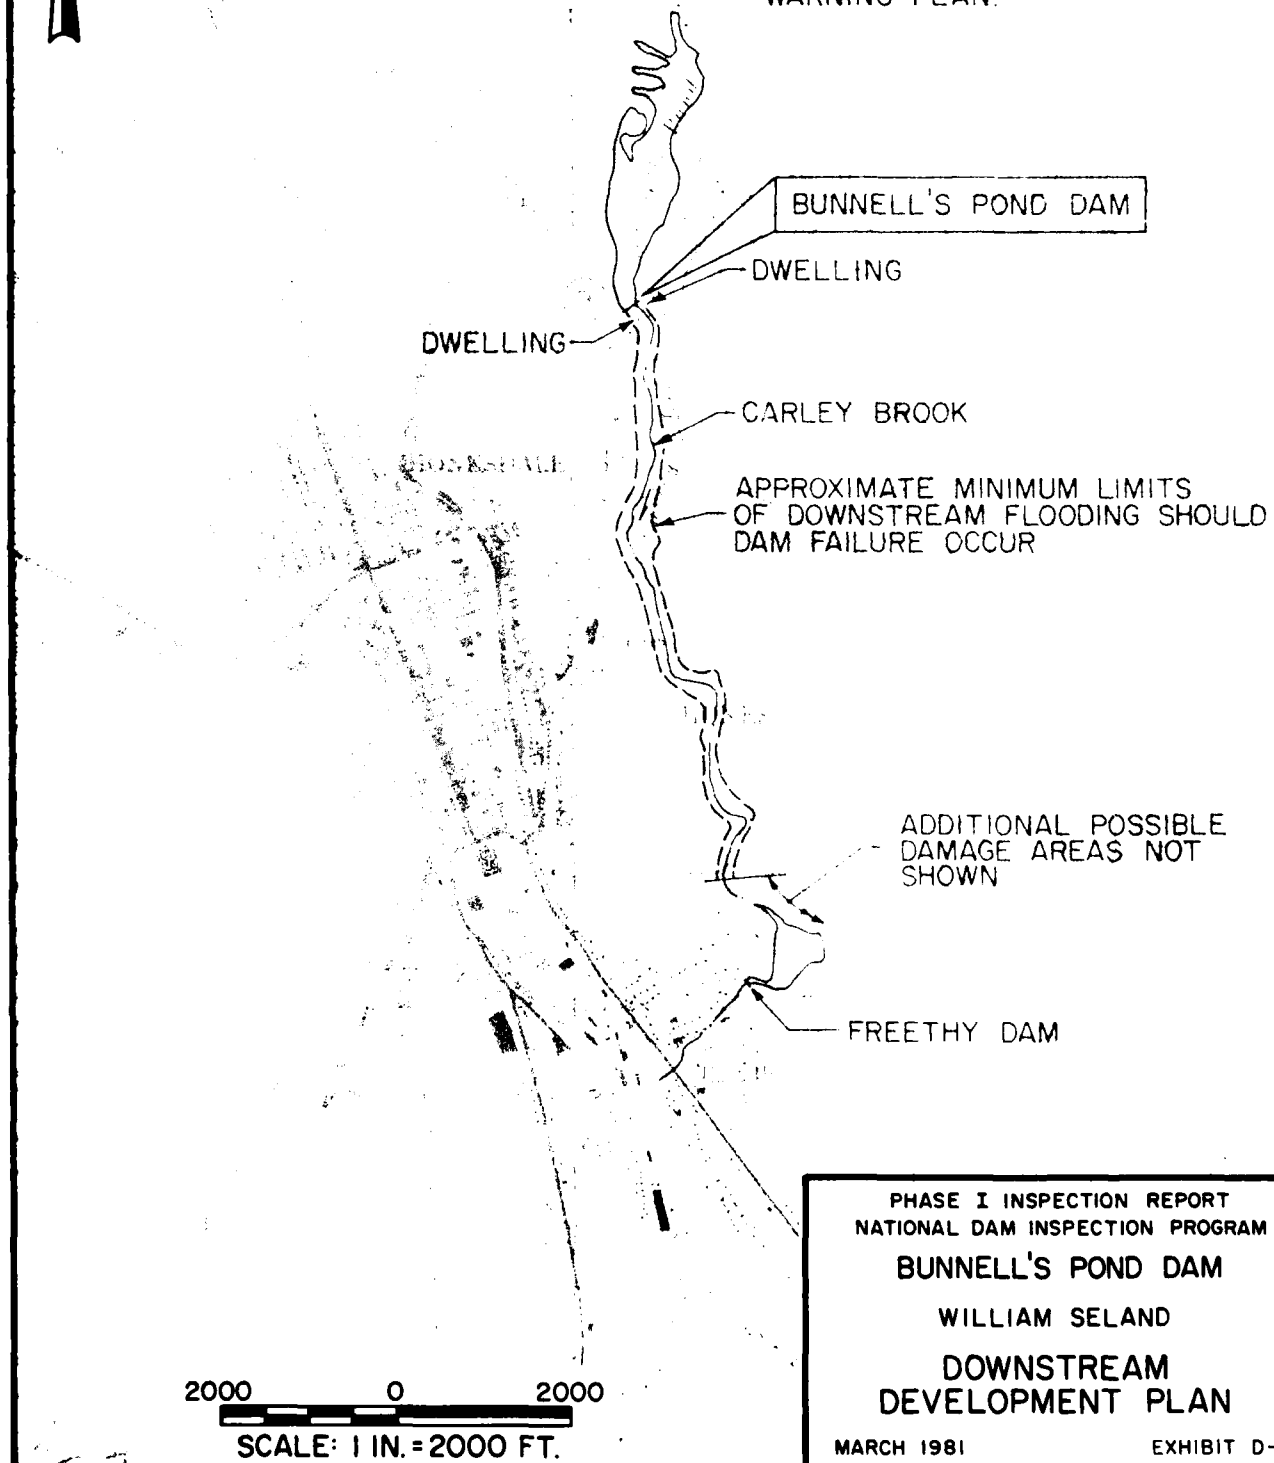 WARNING PLAN.
BUNNELL'S POND DAM
DWELLING
DWELLING
CARLEY BROOK
APPROXIMATE MINIMUM LIMITS
OF DOWNSTREAM FLOODING SHOULD
DAM FAILURE OCCUR
ADDITIONAL POSSIBLE
DAMAGE AREAS NOT
SHOWN
FREETHY DAM
2000 0 2000
SCALE: 1 IN. = 2000 FT.
PHASE I INSPECTION REPORT
NATIONAL DAM INSPECTION PROGRAM
BUNNELL'S POND DAM
WILLIAM SELAND
DOWNSTREAM
DEVELOPMENT PLAN
MARCH 1981 EXHIBIT D-